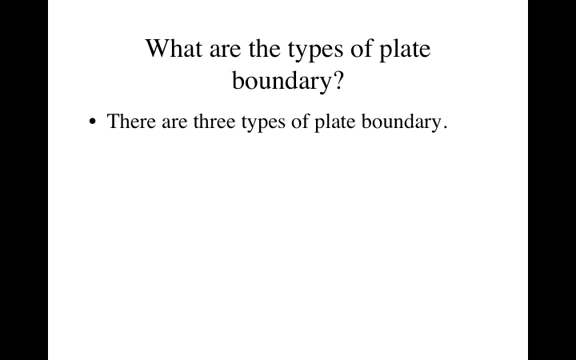 What are the types of plate
boundary?
• There are three types of plate boundary.